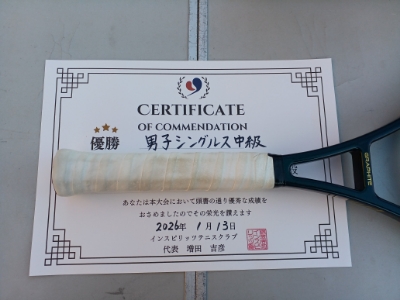 CERTIFICATE
OF COMMENDATION
優勝 男子シングルス中級
あなたは本大会において頭書の通り優秀な成績を
おさめましたのでその栄光を讃えます
2026年 1月13日
インスピリッツテニスクラブ
代表 増田 吉彦
GRAPHITE